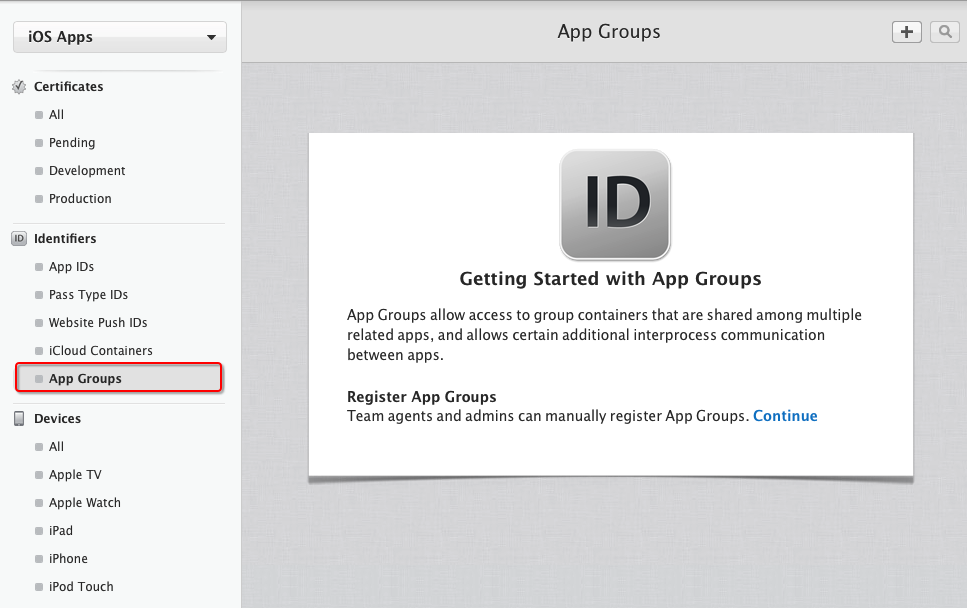 iOS Apps
Certificates
All
Pending
Development
Production
ID Identifiers
App IDs
Pass Type IDs
Website Push IDs
iCloud Containers
App Groups
Devices
All
Apple TV
Apple Watch
iPad
iPhone
iPod Touch
App Groups
ID
Getting Started with App Groups
App Groups allow access to group containers that are shared among multiple
related apps, and allows certain additional interprocess communication
between apps.
Register App Groups
Team agents and admins can manually register App Groups. Continue